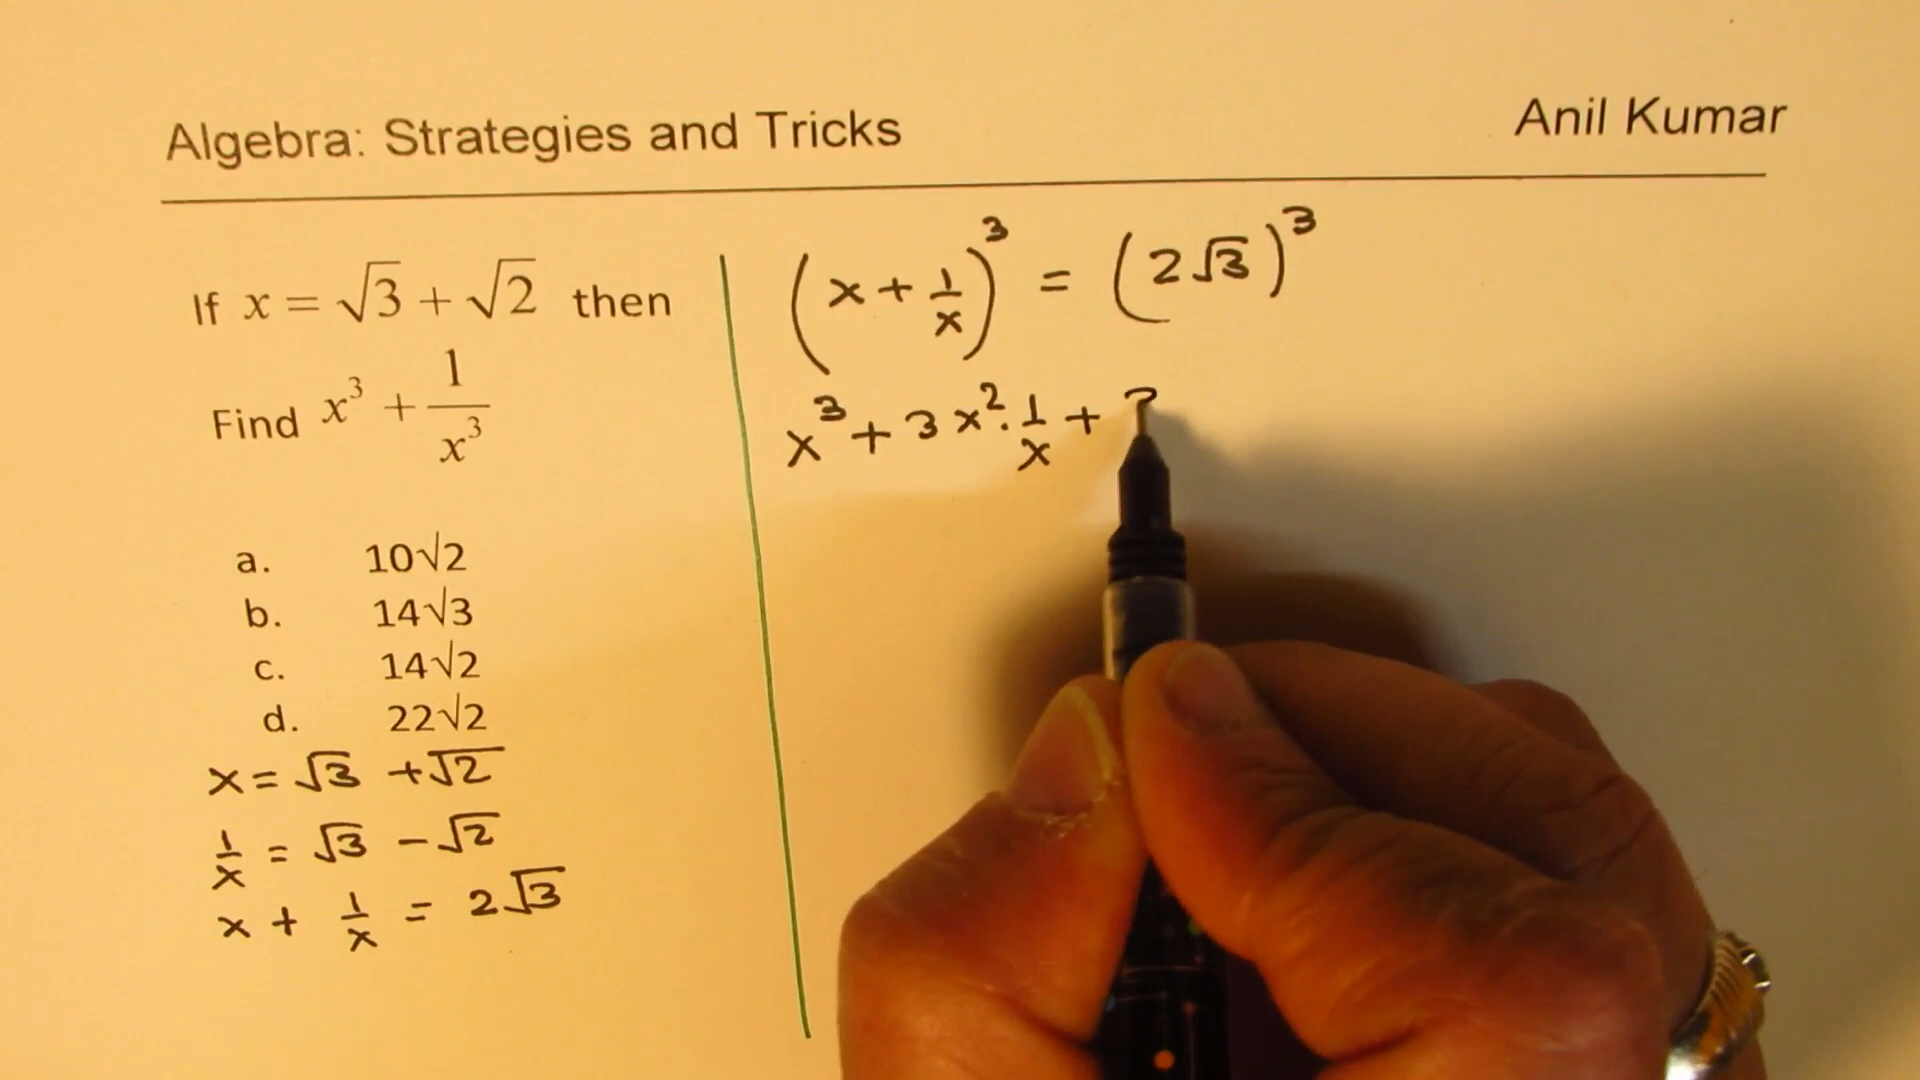 Algebra: Strategies and Tricks
Anil Kumar
If x = √3 + √2 then
Find x³ + 1/x³
a. 10√2
b. 14√3
c. 14√2
d. 22√2
x = √3 + √2
1/x = √3 - √2
x + 1/x = 2√3
(x + 1/x)³ = (2√3)³
x³ + 3x² · 1/x +